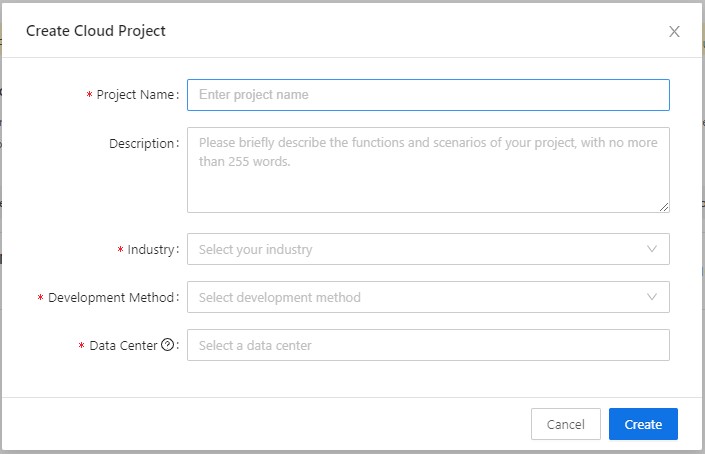 Create Cloud Project
* Project Name :
Enter project name
Description :
Please briefly describe the functions and scenarios of your project, with no more
than 255 words.
* Industry :
Select your industry
* Development Method :
Select development method
* Data Center ? :
Select a data center
Cancel
Create